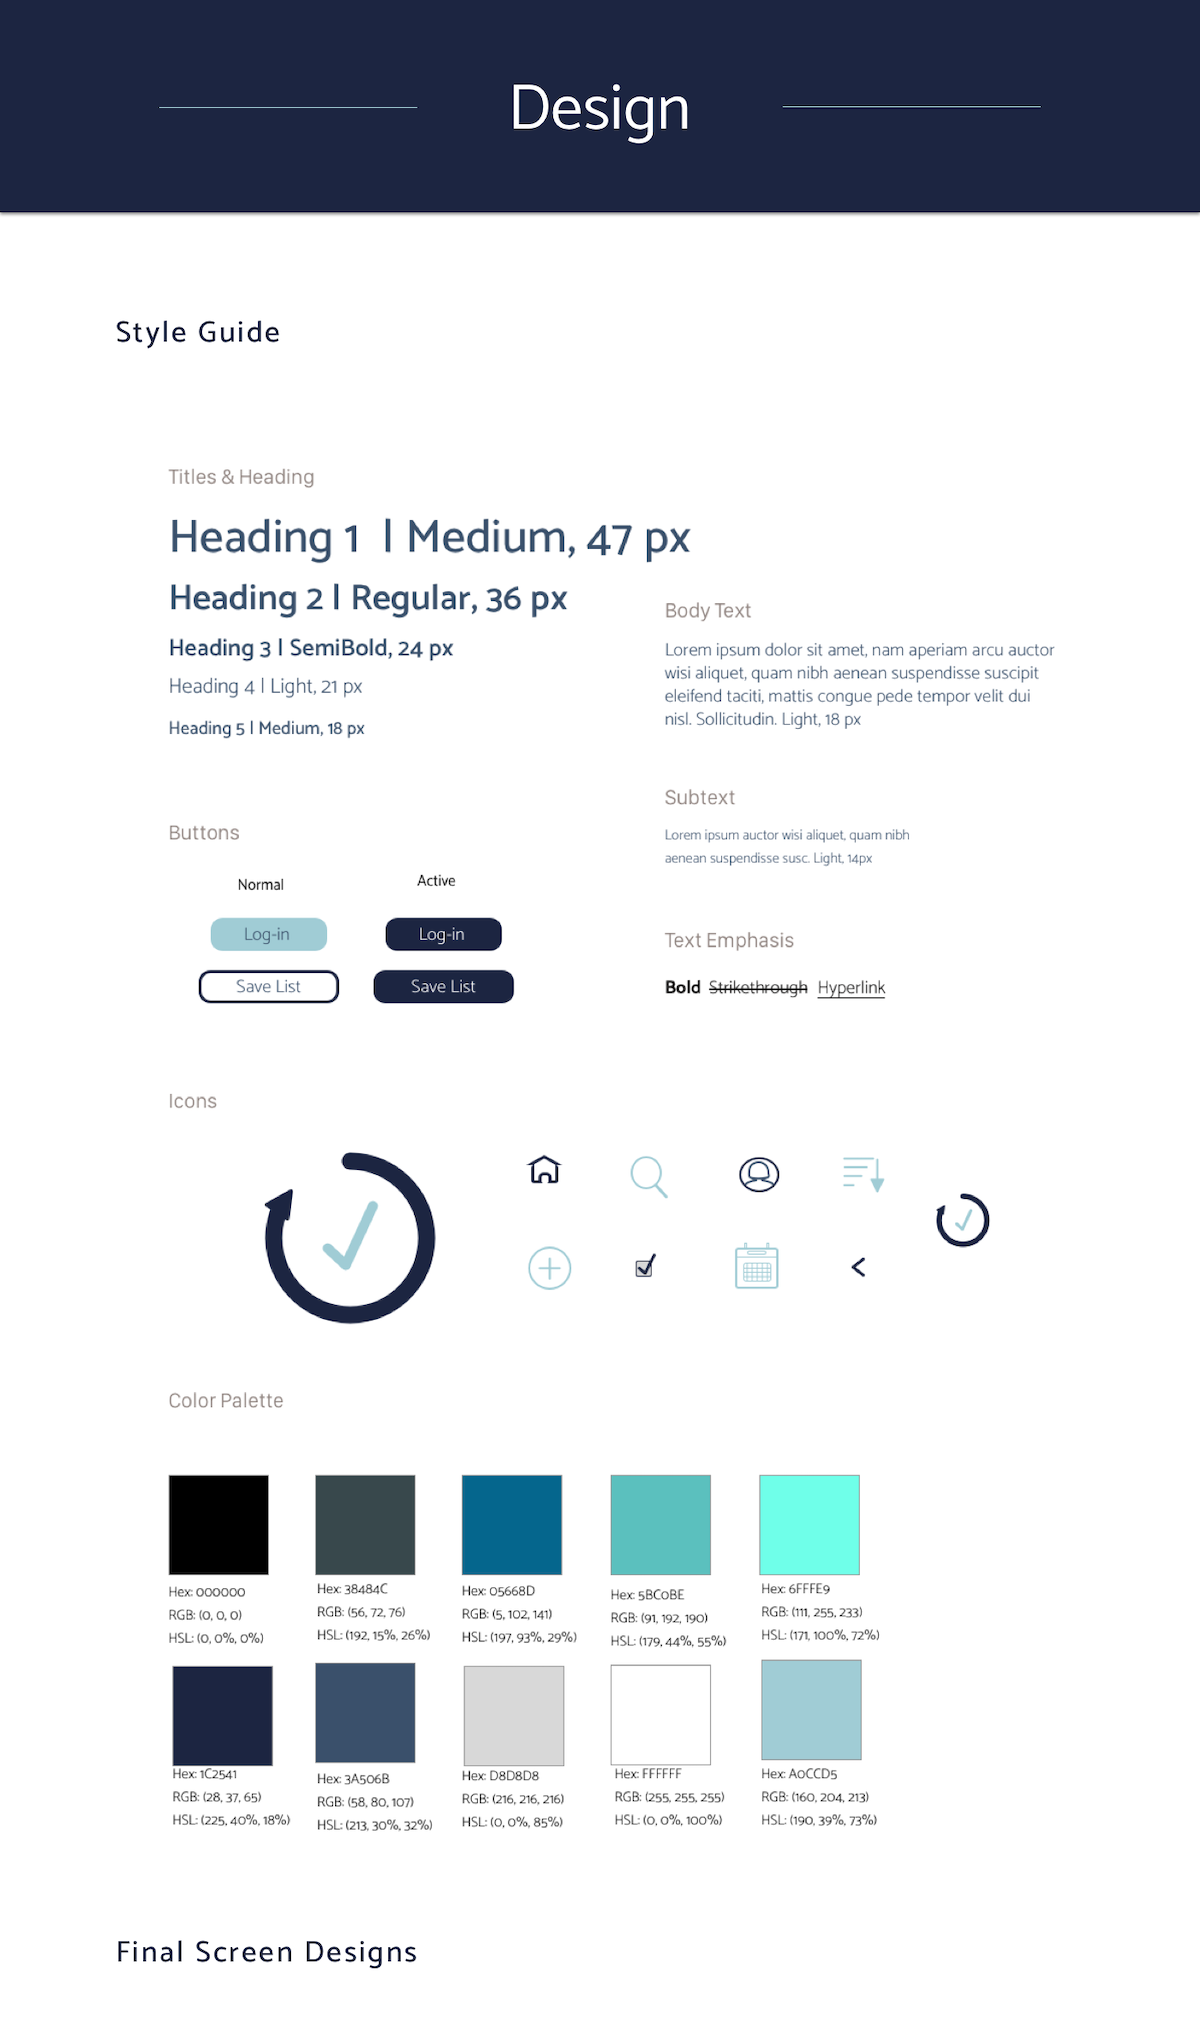 Design
Style Guide
Titles & Heading
Heading 1 | Medium, 47 px
Heading 2 | Regular, 36 px
Heading 3 | SemiBold, 24 px
Heading 4 | Light, 21 px
Heading 5 | Medium, 18 px
Body Text
Lorem ipsum dolor sit amet, nam aperiam arcu auctor
wisi aliquet, quam nibh aenean suspendisse suscipit
eleifend taciti, mattis congue pede tempor velit dui
nisl. Sollicitudin. Light, 18 px
Subtext
Lorem ipsum auctor wisi aliquet, quam nibh
aenean suspendisse susc. Light, 14px
Text Emphasis
Bold Strikethrough Hyperlink
Buttons
Normal Active
Log-in Log-in
Save List Save List
Icons
Color Palette
Hex: 000000
RGB: (0, 0, 0)
HSL: (0, 0%, 0%)
Hex: 38484C
RGB: (56, 72, 76)
HSL: (192, 15%, 26%)
Hex: 05668D
RGB: (5, 102, 141)
HSL: (197, 93%, 29%)
Hex: 5BC0BE
RGB: (91, 192, 190)
HSL: (179, 44%, 55%)
Hex: 6FFFE9
RGB: (111, 255, 233)
HSL: (171, 100%, 72%)
Hex: 1C2541
RGB: (28, 37, 65)
HSL: (225, 40%, 18%)
Hex: 3A506B
RGB: (58, 80, 107)
HSL: (213, 30%, 32%)
Hex: D8D8D8
RGB: (216, 216, 216)
HSL: (0, 0%, 85%)
Hex: FFFFFF
RGB: (255, 255, 255)
HSL: (0, 0%, 100%)
Hex: A0CCD5
RGB: (160, 204, 213)
HSL: (190, 39%, 73%)
Final Screen Designs